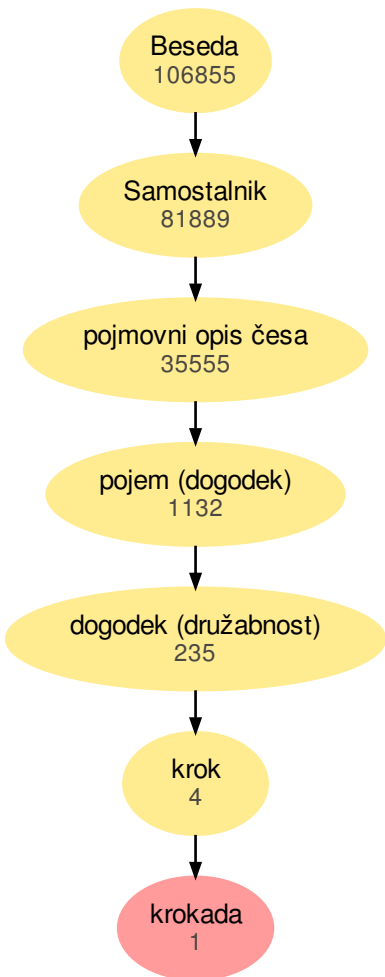 Beseda
106855
Samostalnik
81889
pojmovni opis česa
35555
pojem (dogodek)
1132
dogodek (družabnost)
235
krok
4
krokada
1